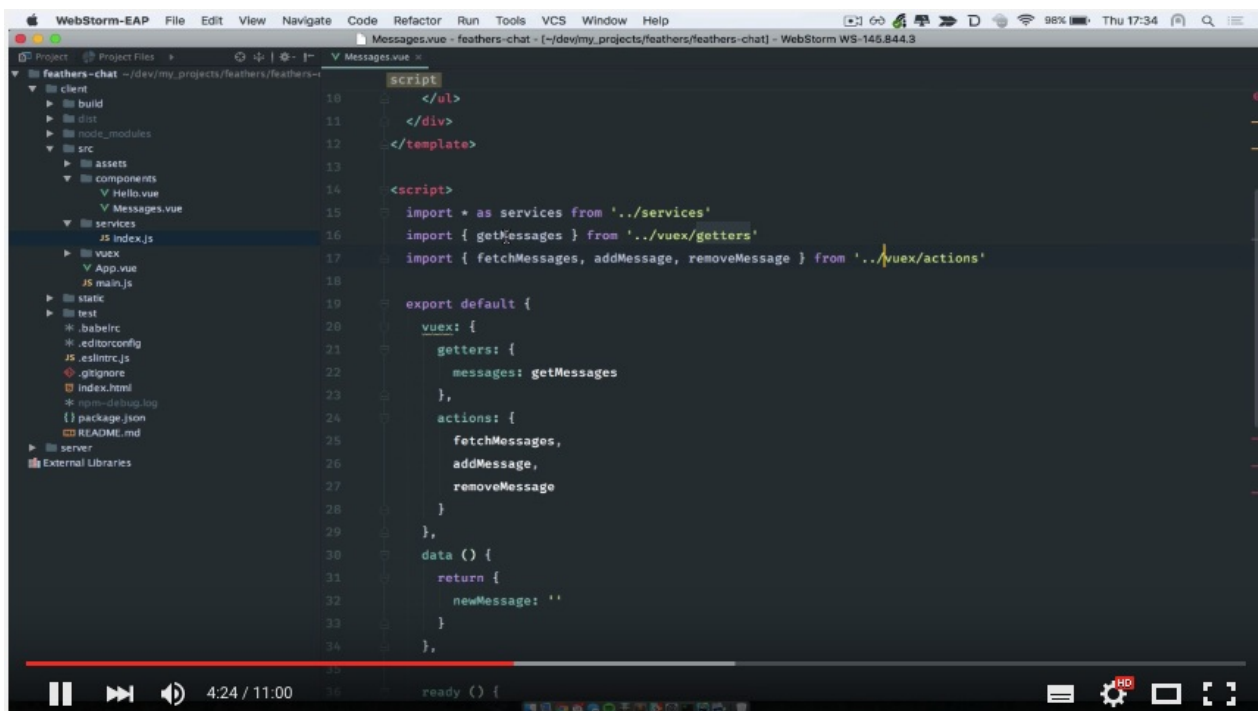 WebStorm-EAP File Edit View Navigate Code Refactor Run Tools VCS Window Help 98% Thu 17:34
Messages.vue - feathers-chat - [~/dev/my_projects/feathers/feathers-chat] - WebStorm WS-145.844.3
Project Project Files Messages.vue
feathers-chat ~/dev/my_projects/feathers/feathers-
client
build
dist
node_modules
src
assets
components
Hello.vue
Messages.vue
services
JS index.js
vuex
App.vue
JS main.js
static
test
.babelrc
.editorconfig
JS .eslintrc.js
.gitignore
index.html
npm-debug.log
{} package.json
README.md
server
External Libraries
script
10 </ul>
11 </div>
12 </template>
13
14 <script>
15 import * as services from '../services'
16 import { getMessages } from '../vuex/getters'
17 import { fetchMessages, addMessage, removeMessage } from '../vuex/actions'
18
19 export default {
20 vuex: {
21 getters: {
22 messages: getMessages
23 },
24 actions: {
25 fetchMessages,
26 addMessage,
27 removeMessage
28 }
29 },
30 data () {
31 return {
32 newMessage: ''
33 }
34 },
35
36 ready () {
4:24 / 11:00
HD